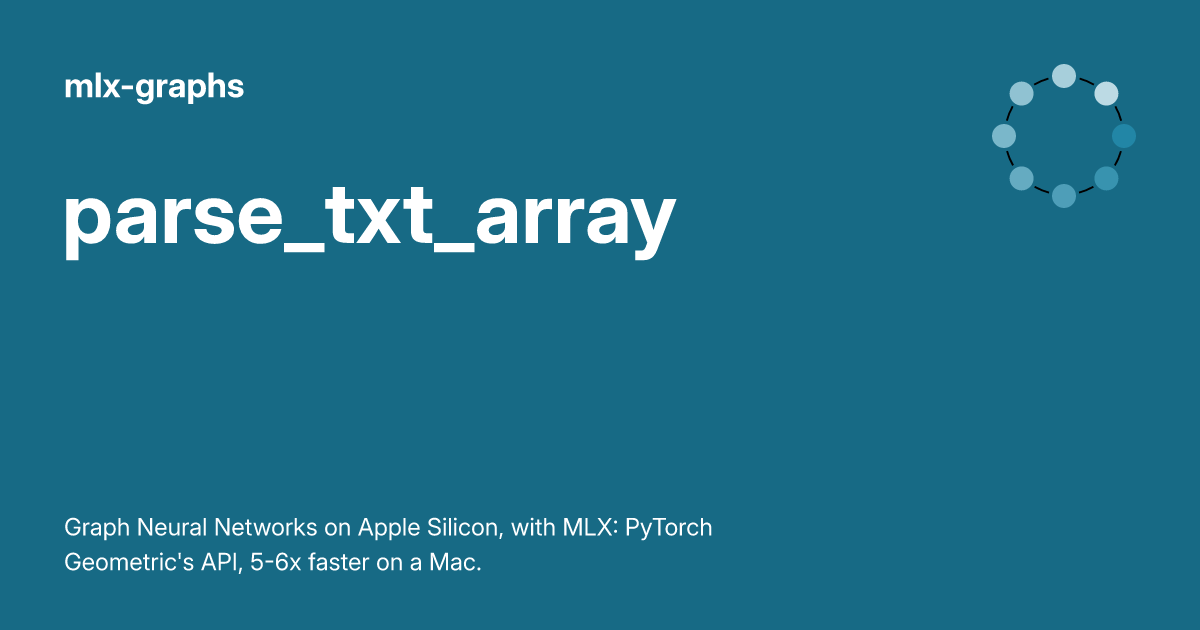 mlx-graphs
parse_txt_array
Graph Neural Networks on Apple Silicon, with MLX: PyTorch
Geometric's API, 5-6x faster on a Mac.